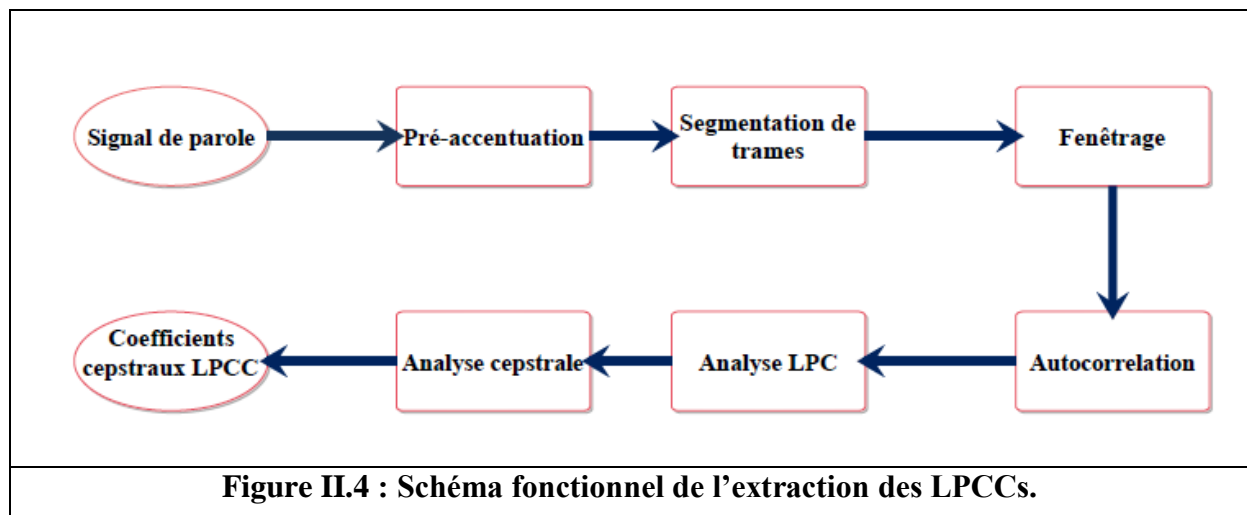 Signal de parole
Pré-accentuation
Segmentation de
trames
Fenêtrage
Autocorrelation
Analyse LPC
Analyse cepstrale
Coefficients
cepstraux LPCC
Figure II.4 : Schéma fonctionnel de l’extraction des LPCCs.